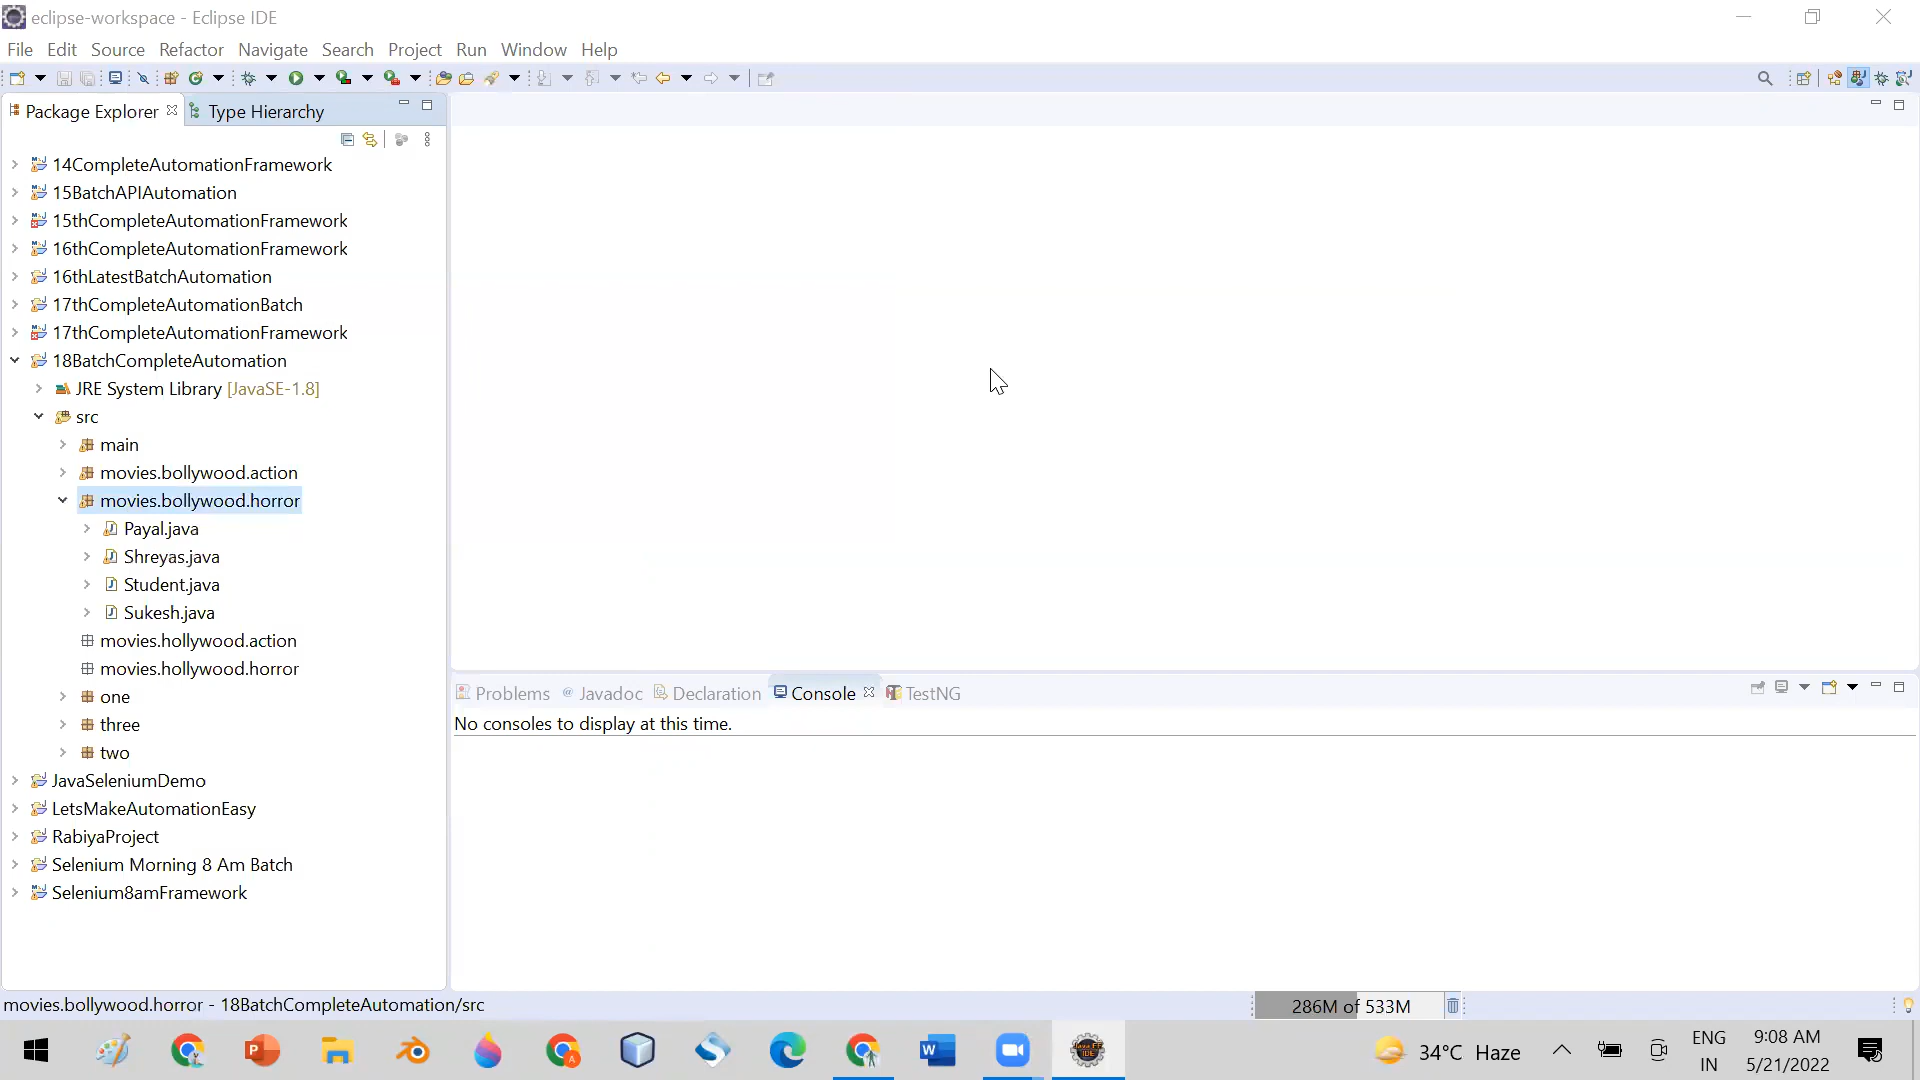 eclipse-workspace - Eclipse IDE
File Edit Source Refactor Navigate Search Project Run Window Help
Package Explorer Type Hierarchy
14CompleteAutomationFramework
15BatchAPIAutomation
15thCompleteAutomationFramework
16thCompleteAutomationFramework
16thLatestBatchAutomation
17thCompleteAutomationBatch
17thCompleteAutomationFramework
18BatchCompleteAutomation
JRE System Library [JavaSE-1.8]
src
main
movies.bollywood.action
movies.bollywood.horror
Payal.java
Shreyas.java
Student.java
Sukesh.java
movies.hollywood.action
movies.hollywood.horror
one
three
two
JavaSeleniumDemo
LetsMakeAutomationEasy
RabiyaProject
Selenium Morning 8 Am Batch
Selenium8amFramework
Problems Javadoc Declaration Console TestNG
No consoles to display at this time.
movies.bollywood.horror - 18BatchCompleteAutomation/src
286M of 533M
34°C Haze
ENG
IN
9:08 AM
5/21/2022